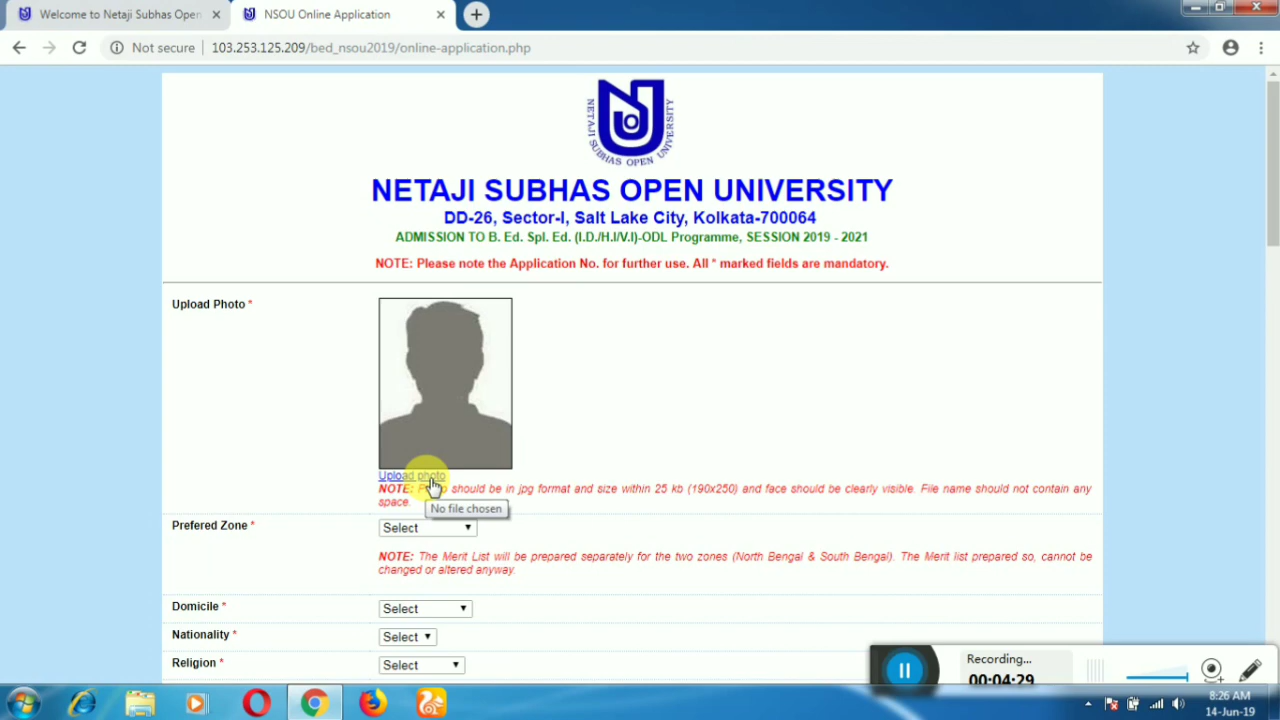 Welcome to Netaji Subhas Open
NSOU Online Application
Not secure
103.253.125.209/bed_nsou2019/online-application.php
NETAJI SUBHAS OPEN UNIVERSITY
NETAJI SUBHAS OPEN UNIVERSITY
DD-26, Sector-I, Salt Lake City, Kolkata-700064
ADMISSION TO B. Ed. Spl. Ed. (I.D./H.I/V.I)-ODL Programme, SESSION 2019 - 2021
NOTE: Please note the Application No. for further use. All * marked fields are mandatory.
Upload Photo *
Upload photo
NOTE: should be in jpg format and size within 25 kb (190x250) and face should be clearly visible. File name should not contain any
space.
No file chosen
Prefered Zone *
Select
NOTE: The Merit List will be prepared separately for the two zones (North Bengal & South Bengal). The Merit list prepared so, cannot be
changed or altered anyway.
Domicile *
Select
Nationality *
Select
Religion *
Select
Recording...
00:04:29
8:26 AM
14-Jun-19